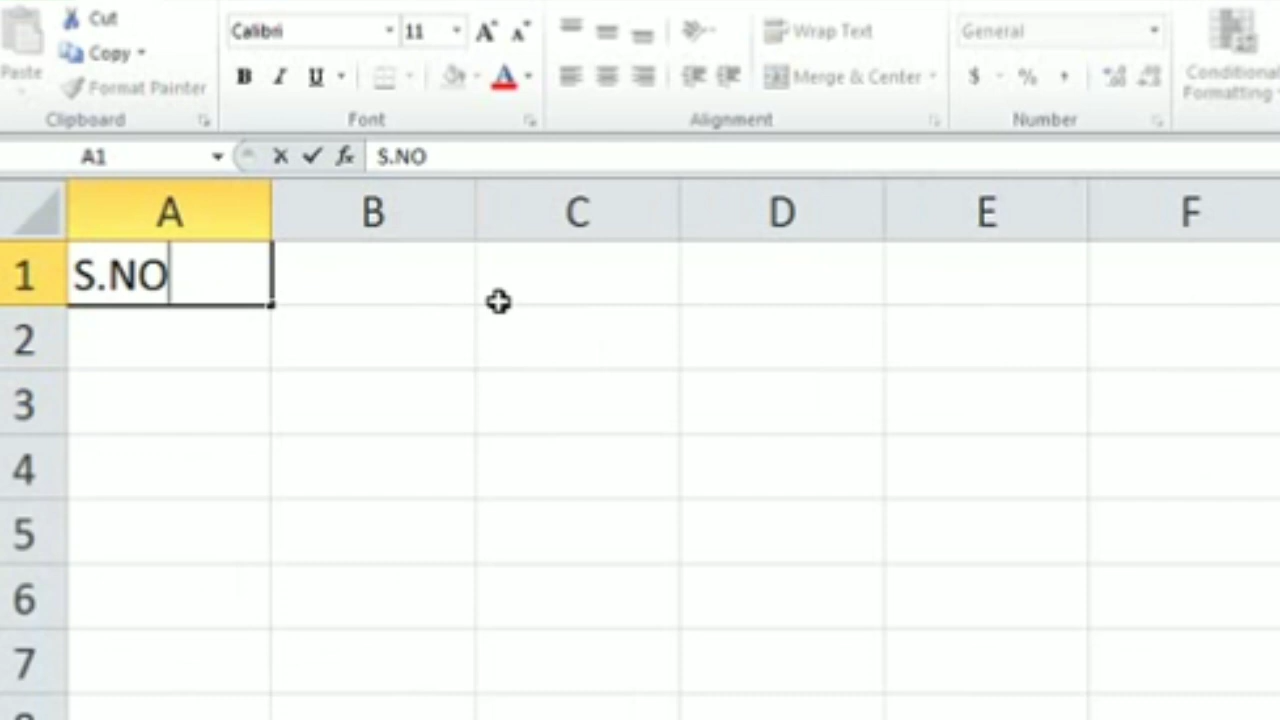 Cut
Calibri 11 A A Wrap Text General
Paste Copy
B I U A Merge & Center $ % , Conditional
Format Painter Formatting
Clipboard Font Alignment Number
A1 fx S.NO
A B C D E F
1 S.NO
2
3
4
5
6
7